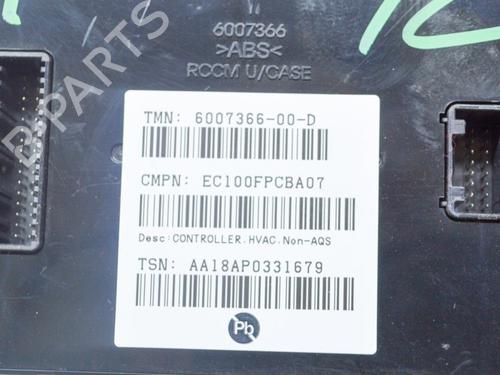 6007366
>ABS<
RCCM U/CASE
TMN: 6007366-00-D
CMPN: EC100FPCBA07
Desc:CONTROLLER,HVAC,Non-AQS
TSN: AA18AP0331679
Pb
B PARTS